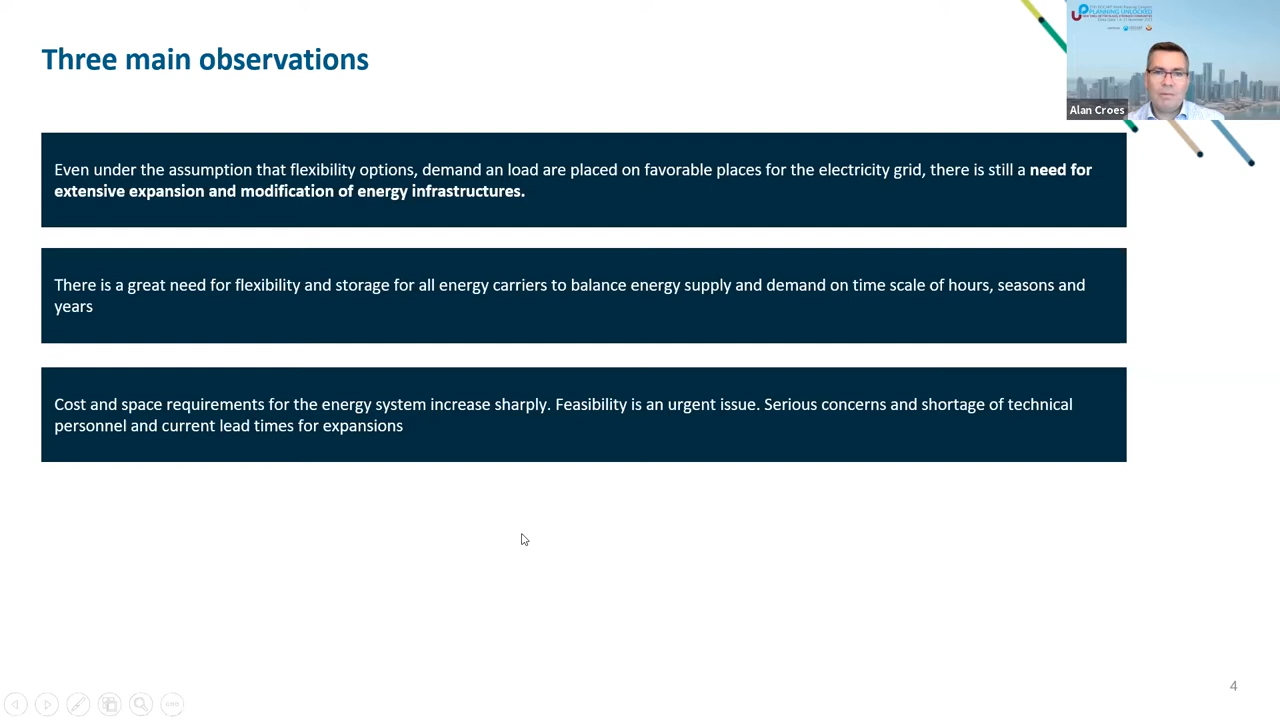 Three main observations
PLANNING UNLOCKED
Alan Croes
Even under the assumption that flexibility options, demand an load are placed on favorable places for the electricity grid, there is still a need for
extensive expansion and modification of energy infrastructures.
There is a great need for flexibility and storage for all energy carriers to balance energy supply and demand on time scale of hours, seasons and
years
Cost and space requirements for the energy system increase sharply. Feasibility is an urgent issue. Serious concerns and shortage of technical
personnel and current lead times for expansions
4